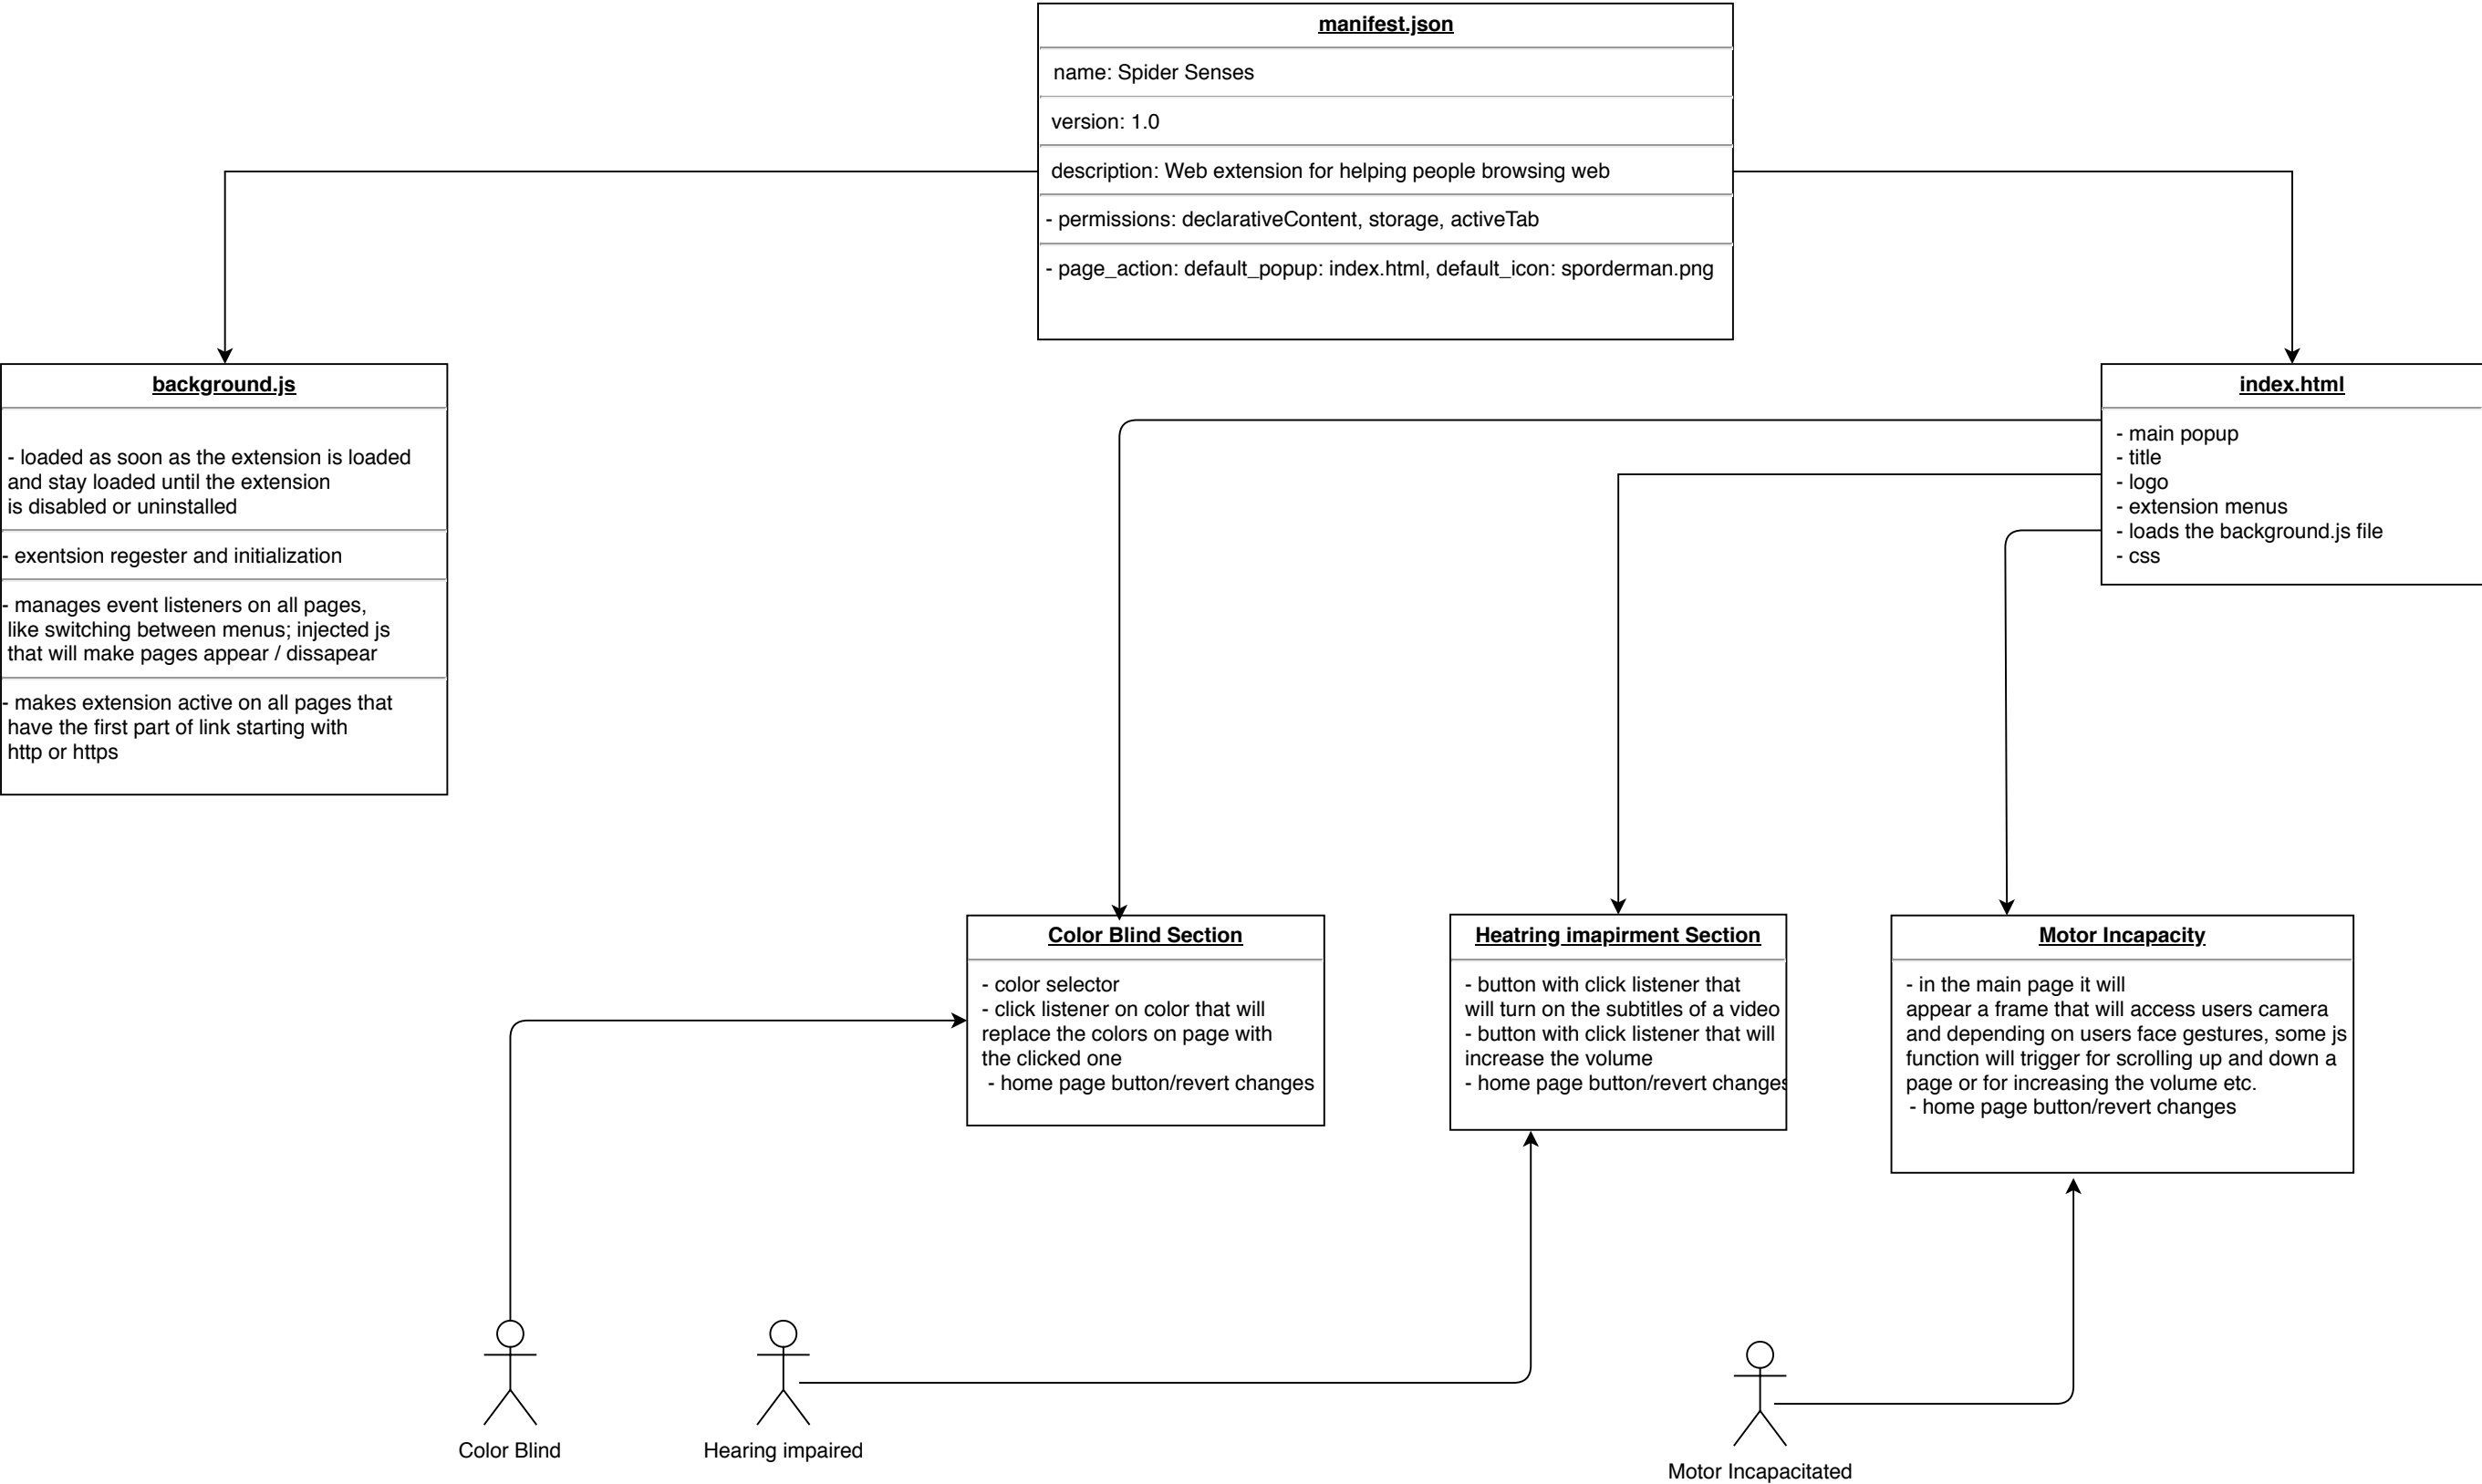 manifest.json
name: Spider Senses
version: 1.0
description: Web extension for helping people browsing web
- permissions: declarativeContent, storage, activeTab
- page_action: default_popup: index.html, default_icon: sporderman.png
background.js
- loaded as soon as the extension is loaded
and stay loaded until the extension
is disabled or uninstalled
- exentsion regester and initialization
- manages event listeners on all pages,
like switching between menus; injected js
that will make pages appear / dissapear
- makes extension active on all pages that
have the first part of link starting with
http or https
index.html
- main popup
- title
- logo
- extension menus
- loads the background.js file
- css
Color Blind Section
- color selector
- click listener on color that will
replace the colors on page with
the clicked one
- home page button/revert changes
Heatring imapirment Section
- button with click listener that
will turn on the subtitles of a video
- button with click listener that will
increase the volume
- home page button/revert changes
Motor Incapacity
- in the main page it will
appear a frame that will access users camera
and depending on users face gestures, some js
function will trigger for scrolling up and down a
page or for increasing the volume etc.
- home page button/revert changes
Color Blind
Hearing impaired
Motor Incapacitated